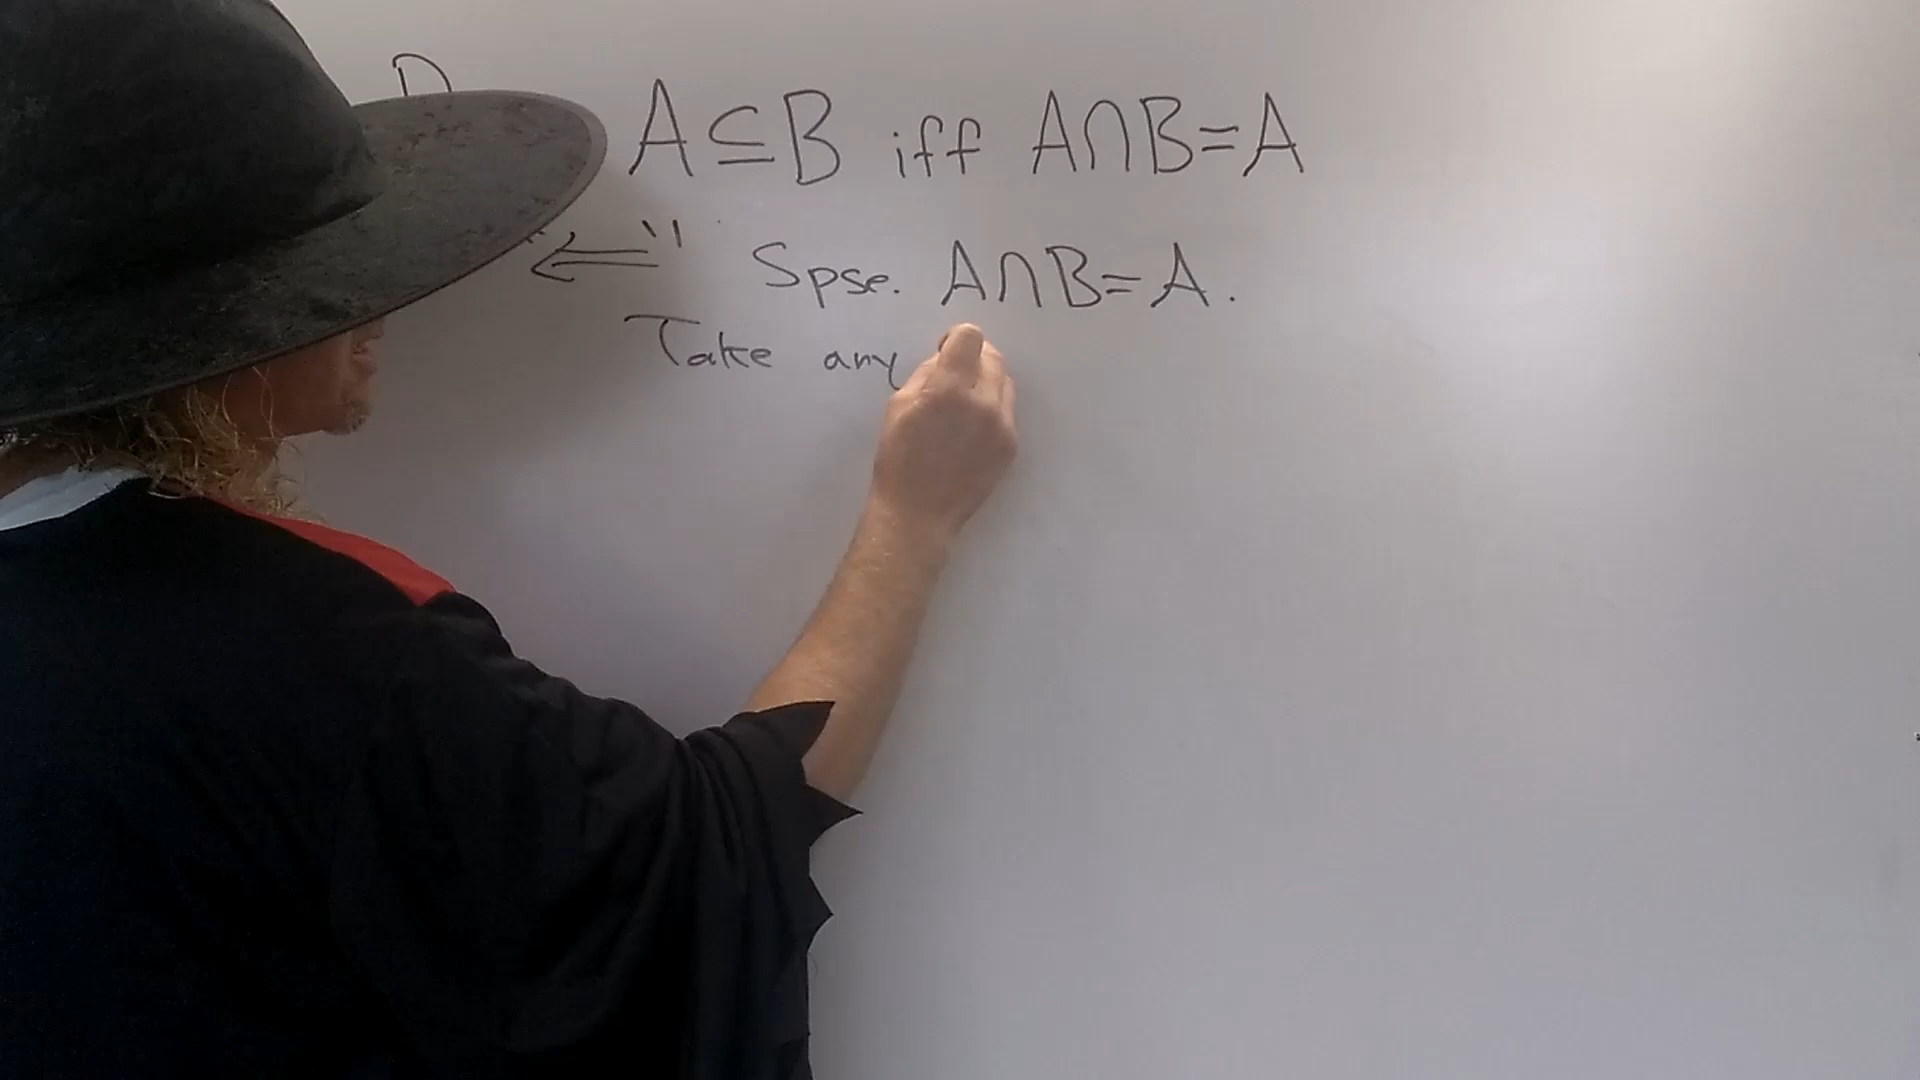 A⊆B iff A∩B=A
"⇐" Spse. A∩B=A.
Take any